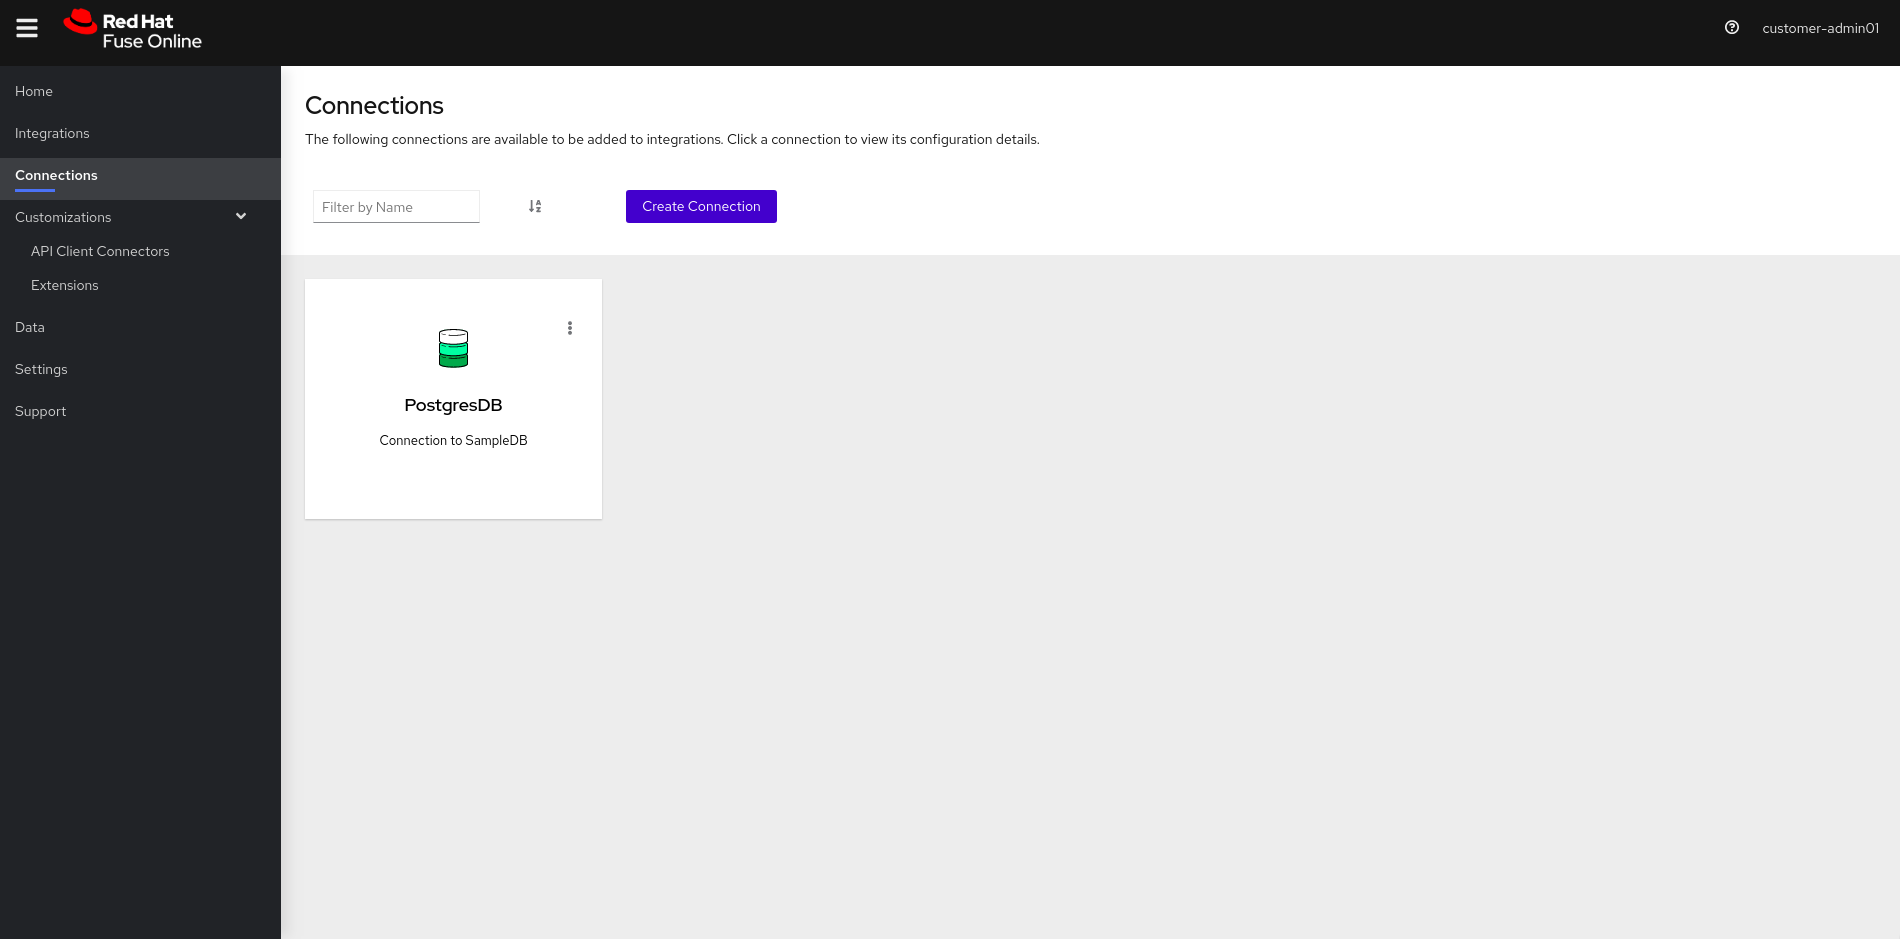 Red Hat
Fuse Online
customer-admin01
Home
Integrations
Connections
Customizations
API Client Connectors
Extensions
Data
Settings
Support
Connections
The following connections are available to be added to integrations. Click a connection to view its configuration details.
Filter by Name
Create Connection
PostgresDB
Connection to SampleDB